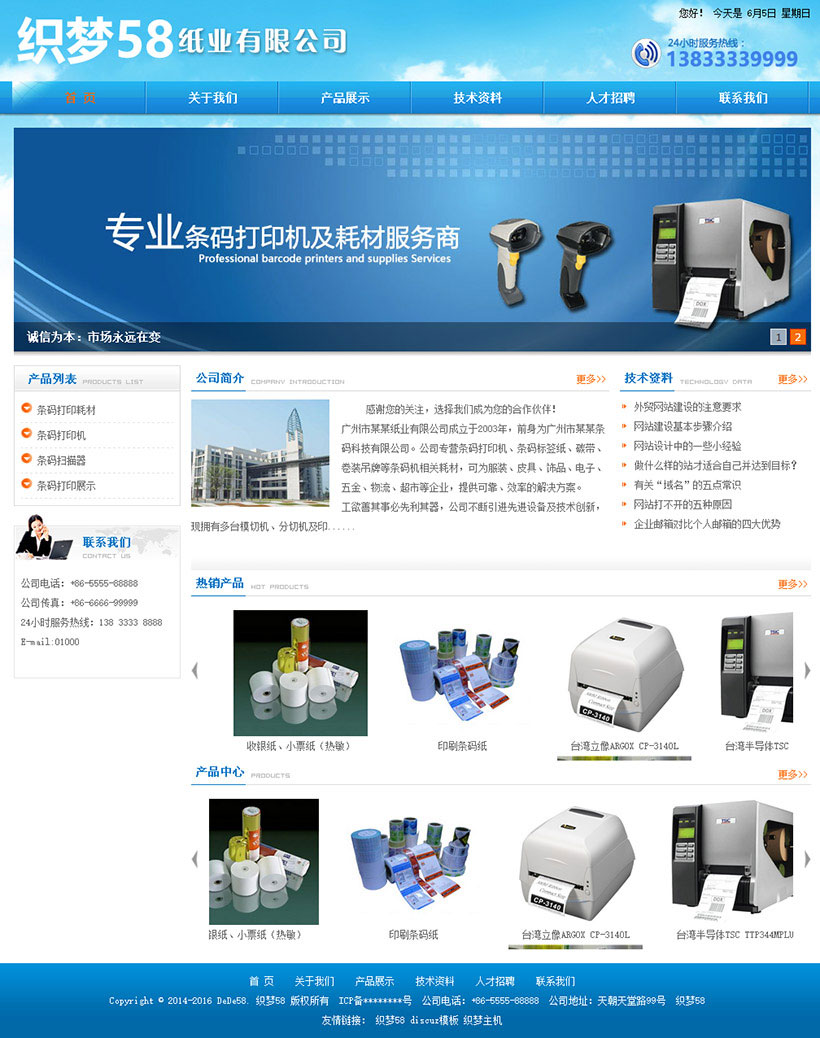 您好! 今天是 6月5日 星期日
织梦58纸业有限公司
24小时服务热线：
13833339999
首 页 关于我们 产品展示 技术资料 人才招聘 联系我们
专业条码打印机及耗材服务商
Professional barcode printers and supplies Services
诚信为本：市场永远在变
1 2
产品列表 PRODUCTS LIST
条码打印耗材
条码打印机
条码扫描器
条码打印展示
联系我们
CONTACT US
公司电话：+86-5555-88888
公司传真：+86-6666-99999
24小时服务热线：138 3333 8888
E-mail:01000
公司简介 COMPANY INTRODUCTION 更多>>
感谢您的关注，选择我们成为您的合作伙伴！
广州市某某纸业有限公司成立于2003年，前身为广州市某某条
码科技有限公司。公司专营条码打印机、条码标签纸、碳带、
卷装吊牌等条码机相关耗材，可为服装、皮具、饰品、电子、
五金、物流、超市等企业，提供可靠、效率的解决方案。
工欲善其事必先利其器，公司不断引进先进设备及技术创新，
现拥有多台模切机、分切机及印......
技术资料 TECHNOLOGY DATA 更多>>
外贸网站建设的注意要求
网站建设基本步骤介绍
网站设计中的一些小经验
做什么样的站才适合自己并达到目标?
有关“域名”的五点常识
网站打不开的五种原因
企业邮箱对比个人邮箱的四大优势
热销产品 HOT PRODUCTS 更多>>
CP-3140
TSC
收银纸、小票纸（热敏） 印刷条码纸 台湾立像ARGOX CP-3140L 台湾半导体TSC
产品中心 PRODUCTS 更多>>
CP-3140
TSC
银纸、小票纸（热敏） 印刷条码纸 台湾立像ARGOX CP-3140L 台湾半导体TSC TTP344MPLU
首 页 关于我们 产品展示 技术资料 人才招聘 联系我们
Copyright © 2014-2016 DeDe58. 织梦58 版权所有 ICP备********号 公司电话：+86-5555-88888 公司地址：天朝天堂路99号 织梦58
友情链接： 织梦58 discuz模板 织梦主机